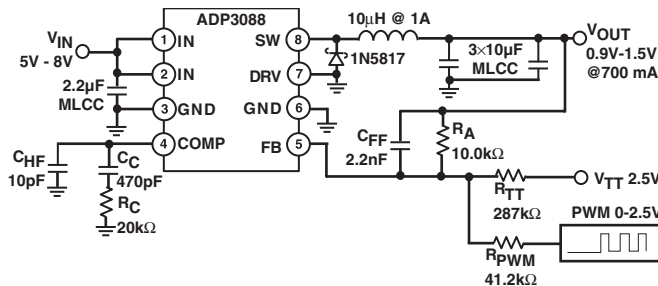 ADP3088
VIN
5V - 8V
1
IN
2
IN
3
GND
4
COMP
SW
8
DRV
7
GND
6
FB
5
2.2µF
MLCC
CHF
10pF
CC
470pF
RC
20kΩ
10µH @ 1A
1N5817
3×10µF
MLCC
VOUT
0.9V-1.5V
@700 mA
CFF
2.2nF
RA
10.0kΩ
RTT
287kΩ
VTT 2.5V
PWM 0-2.5V
RPWM
41.2kΩ